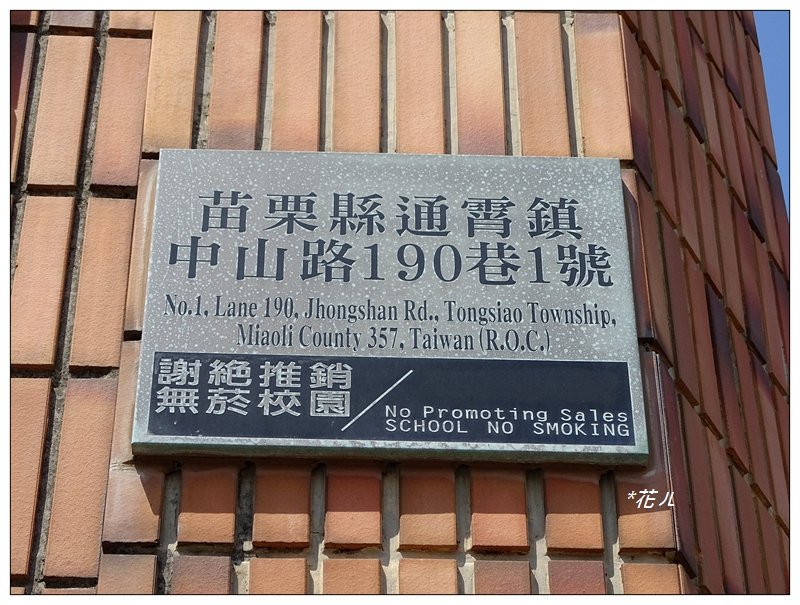 苗栗縣通霄鎮
中山路190巷1號
No.1, Lane 190, Jhongshan Rd., Tongsiao Township,
Miaoli County 357, Taiwan (R.O.C.)
謝絕推銷
無菸校園
No Promoting Sales
SCHOOL NO SMOKING
*花ㄦ